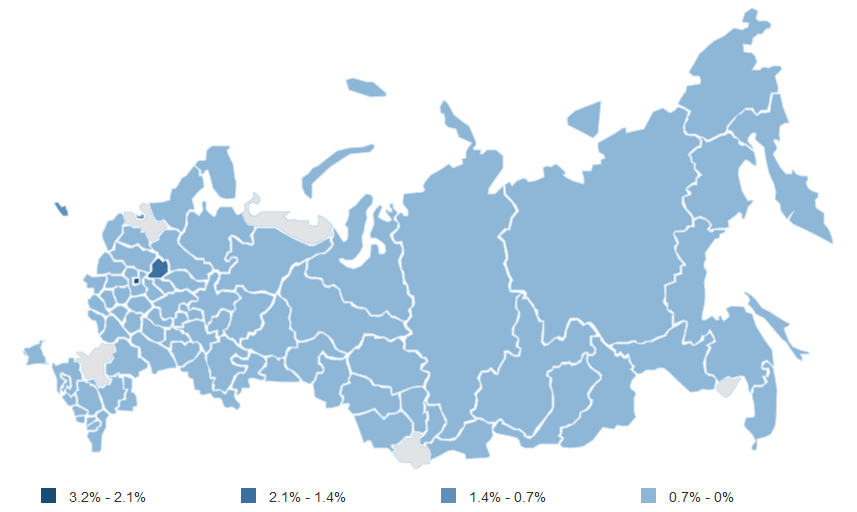 3.2% - 2.1% 2.1% - 1.4% 1.4% - 0.7% 0.7% - 0%